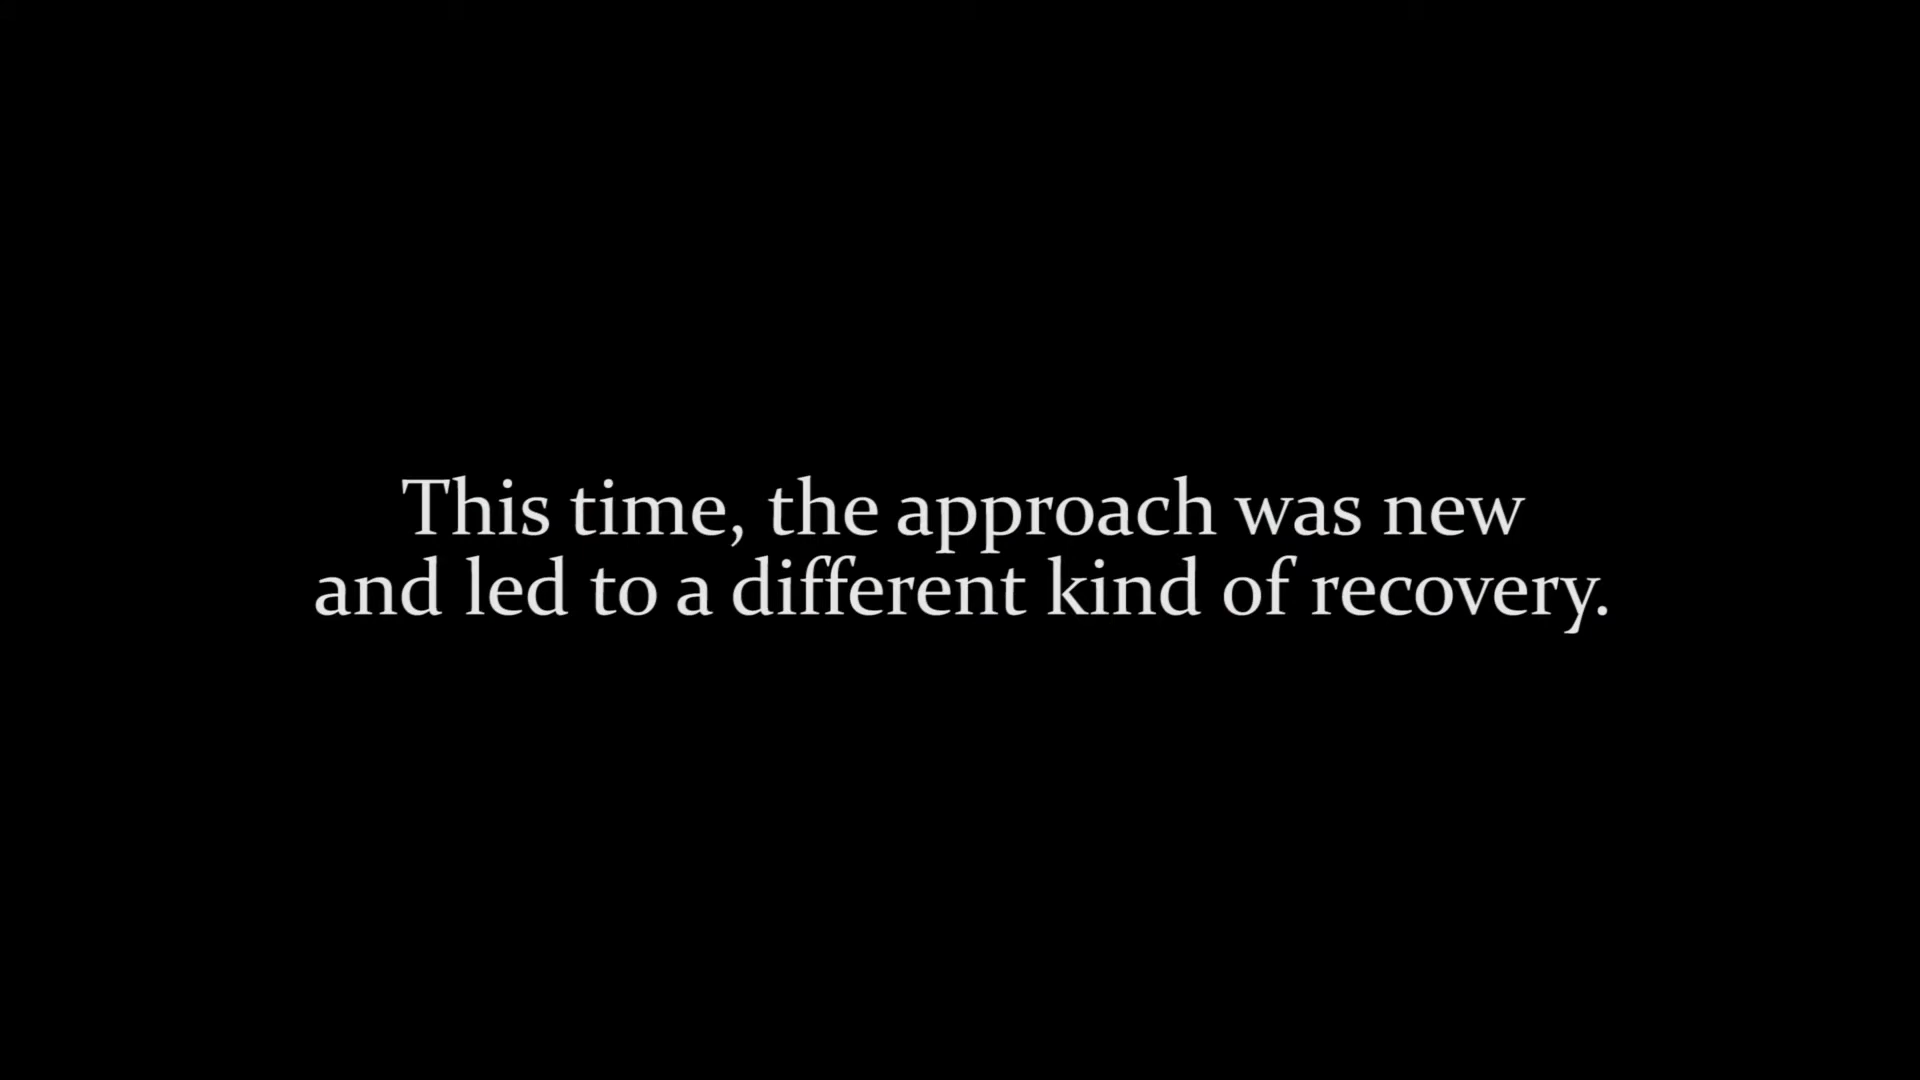 This time, the approach was new
and led to a different kind of recovery.